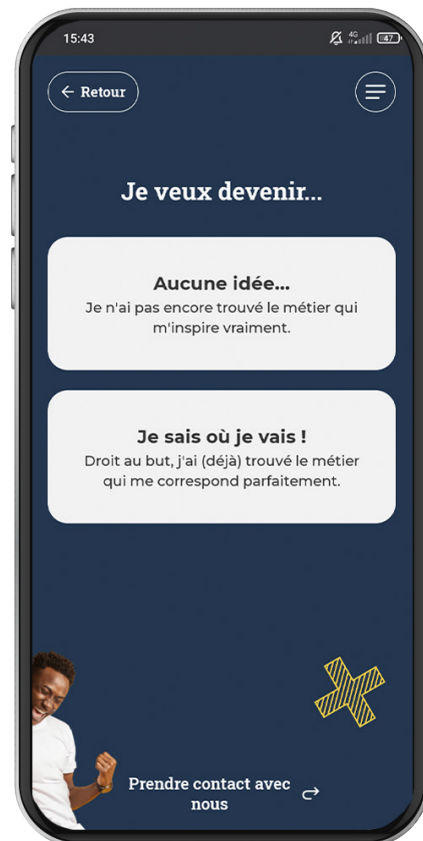 15:43
4G
47
← Retour
Je veux devenir...
Aucune idée...
Je n'ai pas encore trouvé le métier qui
m'inspire vraiment.
Je sais où je vais !
Droit au but, j'ai (déjà) trouvé le métier
qui me correspond parfaitement.
Prendre contact avec
nous